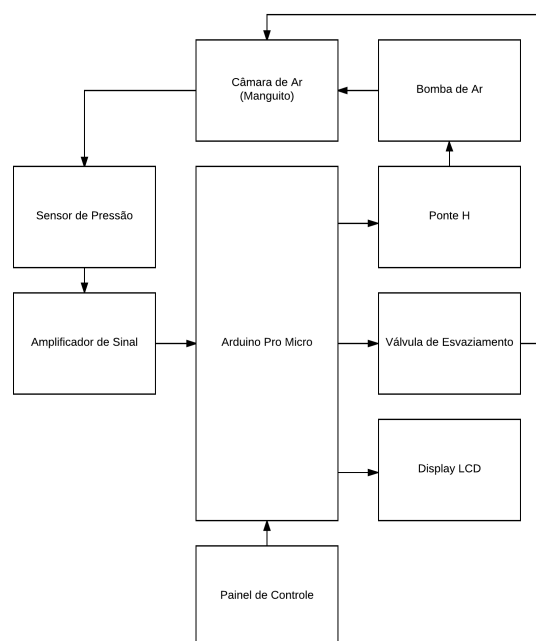 Câmara de Ar
(Manguito)
Bomba de Ar
Sensor de Pressão
Ponte H
Amplificador de Sinal
Arduino Pro Micro
Válvula de Esvaziamento
Display LCD
Painel de Controle